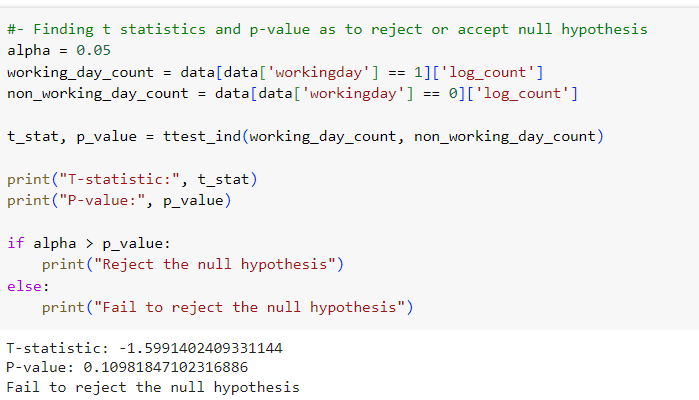 #- Finding t statistics and p-value as to reject or accept null hypothesis
alpha = 0.05
working_day_count = data[data['workingday'] == 1]['log_count']
non_working_day_count = data[data['workingday'] == 0]['log_count']
t_stat, p_value = ttest_ind(working_day_count, non_working_day_count)
print("T-statistic:", t_stat)
print("P-value:", p_value)
if alpha > p_value:
    print("Reject the null hypothesis")
else:
    print("Fail to reject the null hypothesis")
T-statistic: -1.5991402409331144
P-value: 0.10981847102316886
Fail to reject the null hypothesis